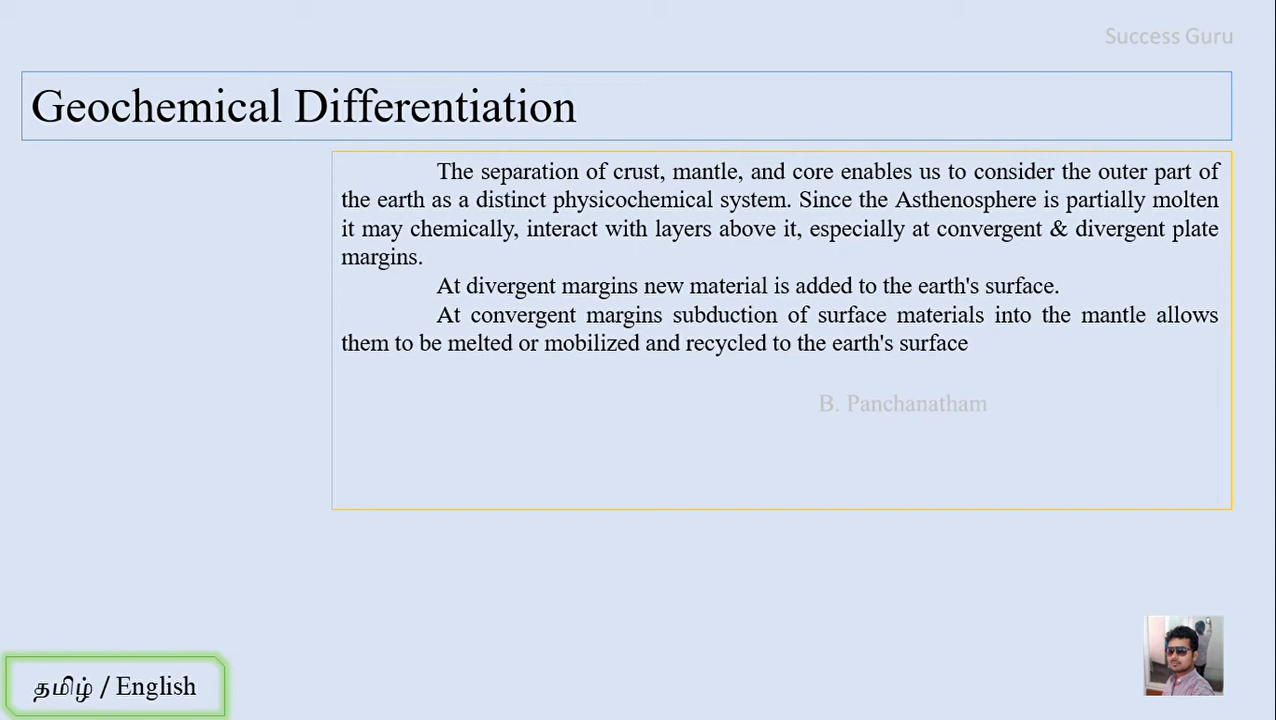 Success Guru
Geochemical Differentiation
The separation of crust, mantle, and core enables us to consider the outer part of
the earth as a distinct physicochemical system. Since the Asthenosphere is partially molten
it may chemically, interact with layers above it, especially at convergent & divergent plate
margins.
At divergent margins new material is added to the earth's surface.
At convergent margins subduction of surface materials into the mantle allows
them to be melted or mobilized and recycled to the earth's surface
B. Panchanatham
தமிழ் / English